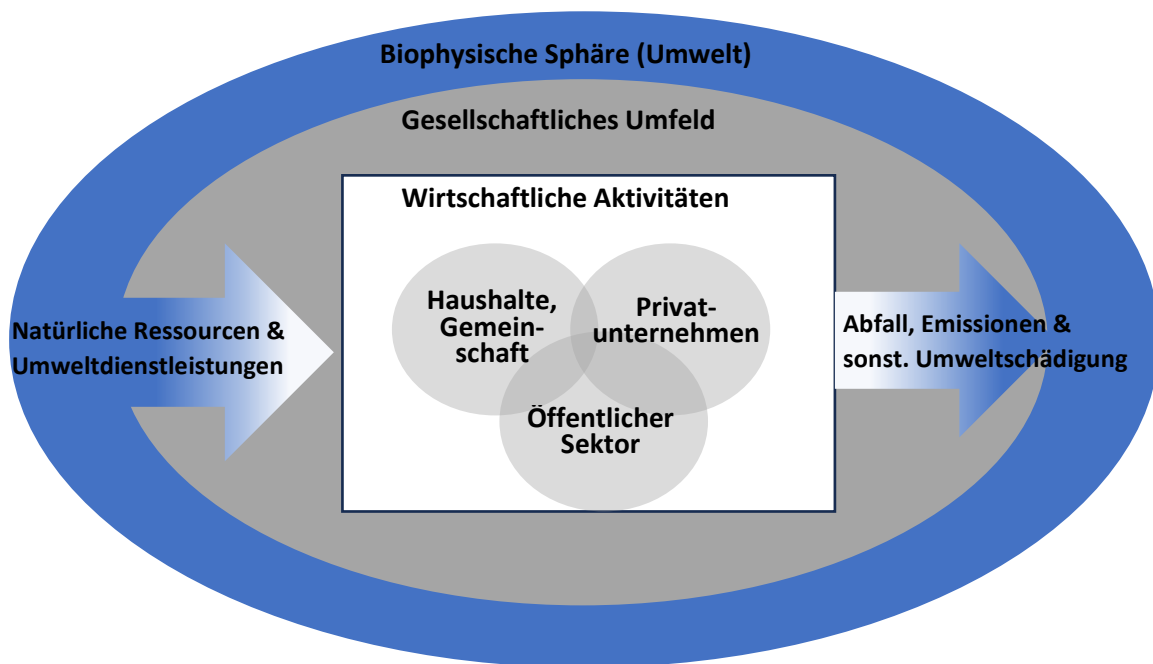 Biophysische Sphäre (Umwelt)
Gesellschaftliches Umfeld
Wirtschaftliche Aktivitäten
Haushalte,
Gemein-
schaft
Privat-
unternehmen
Öffentlicher
Sektor
Natürliche Ressourcen &
Umweltdienstleistungen
Abfall, Emissionen &
sonst. Umweltschädigung